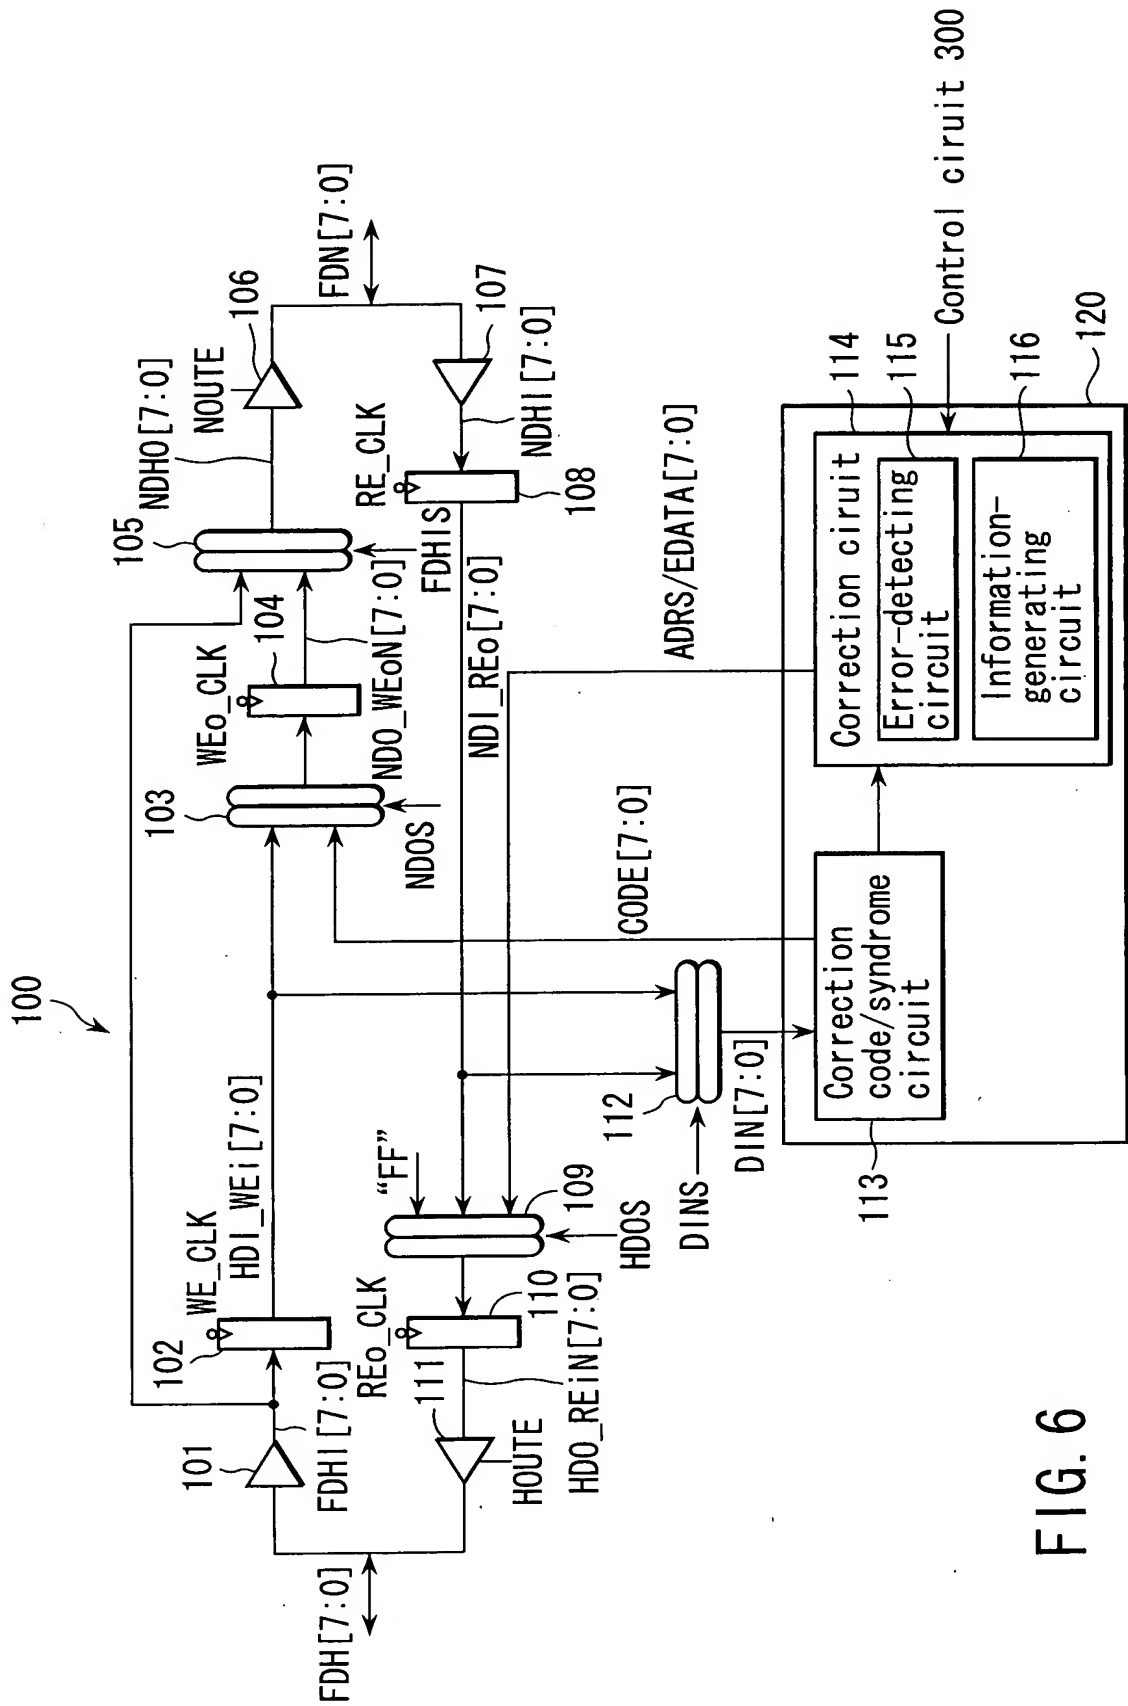 100
FDH[7:0]
101
FDHI[7:0]
102
WE_CLK
HDI_WEi[7:0]
103
NDOS
WEo_CLK
104
NDO_WEoN[7:0]
105
FDHIS
NDHO[7:0]
NOUTE
106
FDN[7:0]
107
NDHI[7:0]
RE_CLK
108
NDI_REo[7:0]
ADRS/EDATA[7:0]
CODE[7:0]
"FF"
109
HDOS
REo_CLK
110
HDO_REiN[7:0]
111
HOUTE
112
DINS
DIN[7:0]
113
Correction
code/syndrome
circuit
Correction ciruit
114
Error-detecting
circuit
115
Information-
generating
circuit
116
Control ciruit 300
120
FIG. 6